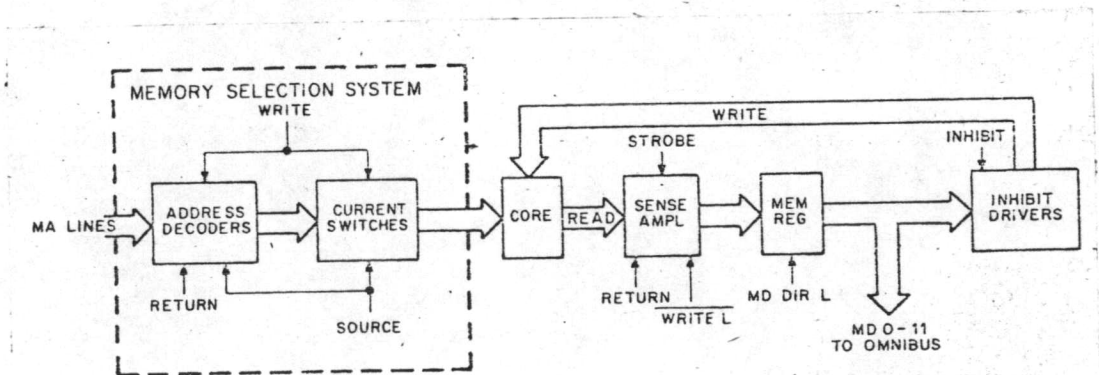 MEMORY SELECTION SYSTEM
WRITE
WRITE
STROBE
INHIBIT
MA LINES
ADDRESS
DECODERS
CURRENT
SWITCHES
CORE
READ
SENSE
AMPL
MEM
REG
INHIBIT
DRIVERS
RETURN
SOURCE
RETURN
WRITE L
MD DIR L
MD 0-11
TO OMNIBUS